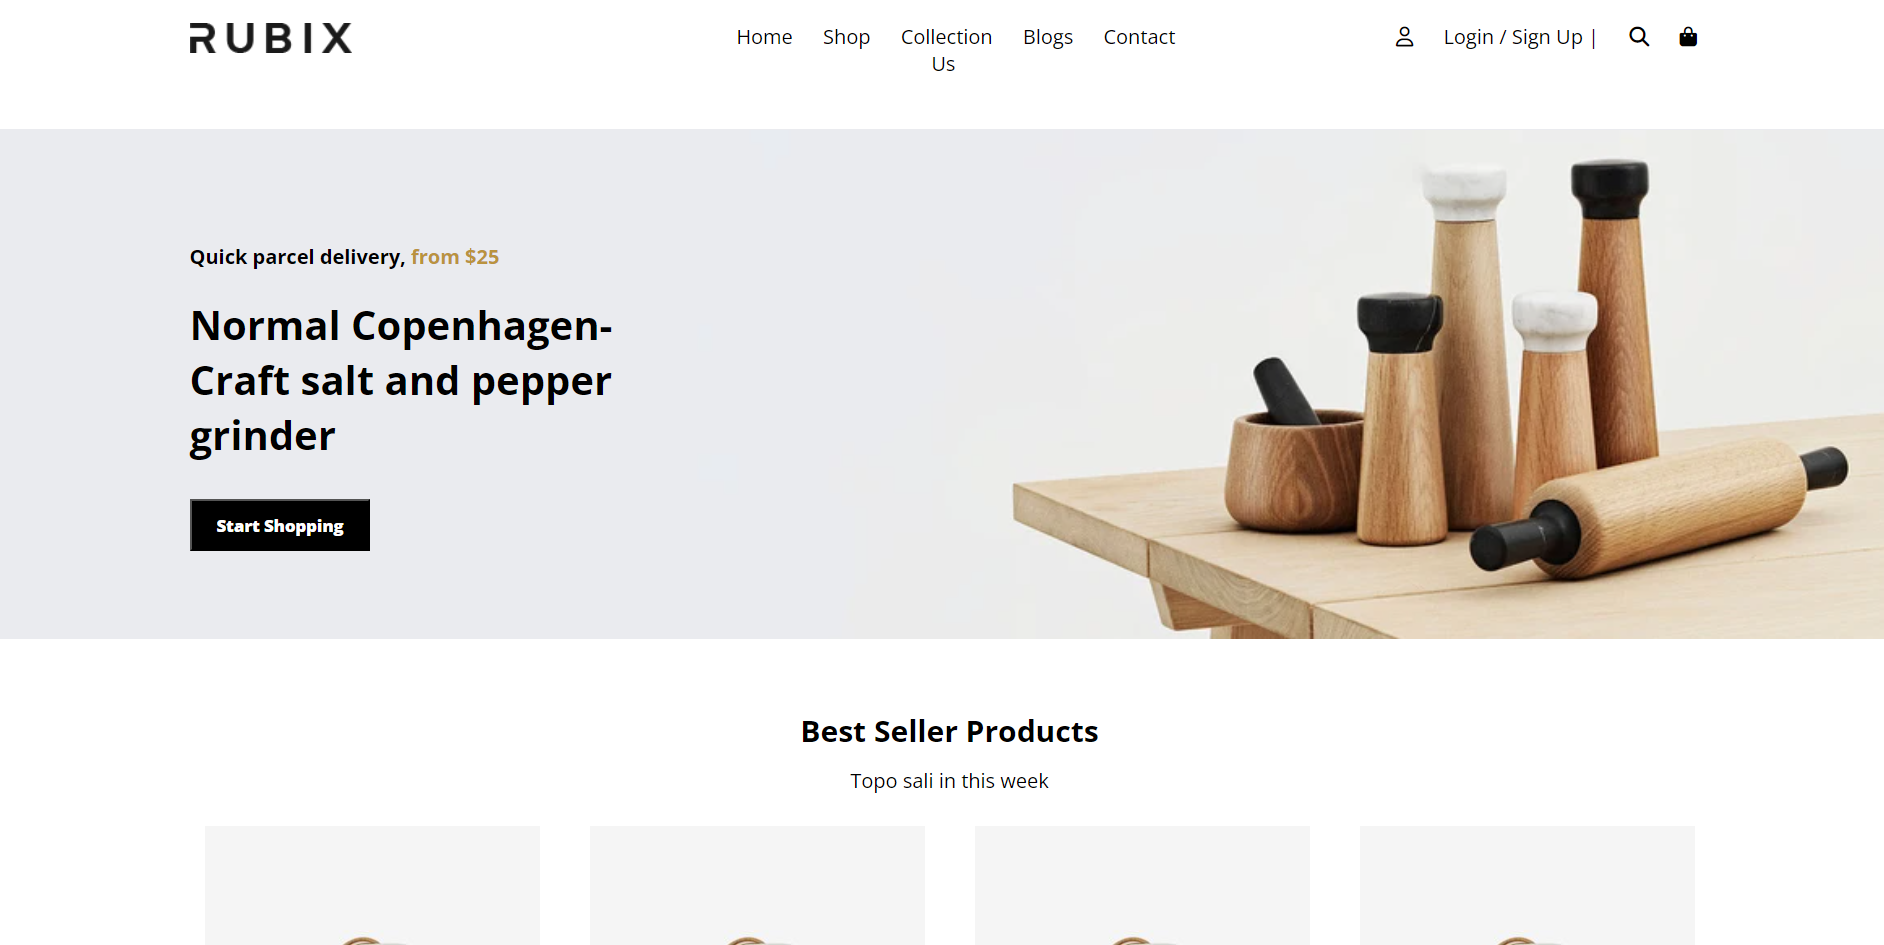 RUBIX
Home Shop Collection Blogs Contact
Us
Login / Sign Up |
Quick parcel delivery, from $25
Normal Copenhagen-
Craft salt and pepper
grinder
Start Shopping
Best Seller Products
Topo sali in this week